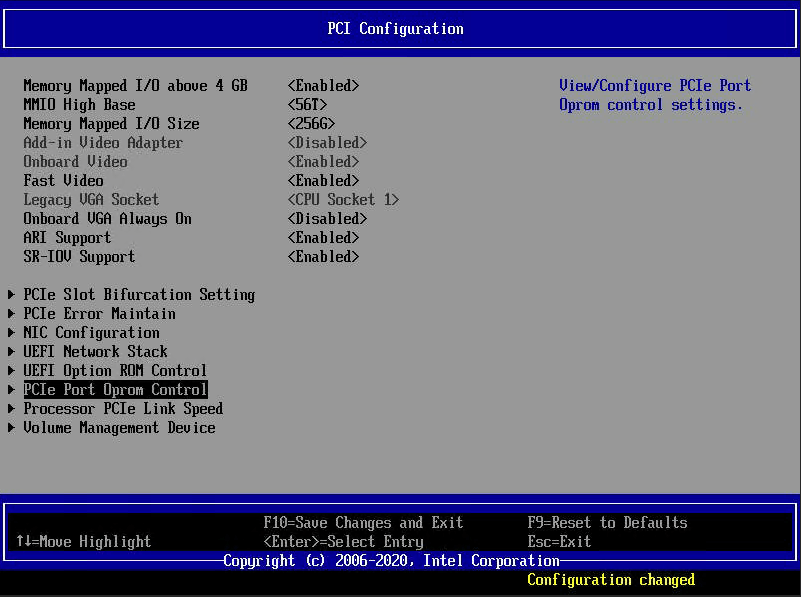 PCI Configuration
Memory Mapped I/O above 4 GB <Enabled> View/Configure PCIe Port
MMIO High Base <56T> Oprom control settings.
Memory Mapped I/O Size <256G>
Add-in Video Adapter <Disabled>
Onboard Video <Enabled>
Fast Video <Enabled>
Legacy VGA Socket <CPU Socket 1>
Onboard VGA Always On <Disabled>
ARI Support <Enabled>
SR-IOV Support <Enabled>
PCIe Slot Bifurcation Setting
PCIe Error Maintain
NIC Configuration
UEFI Network Stack
UEFI Option ROM Control
PCIe Port Oprom Control
Processor PCIe Link Speed
Volume Management Device
F10=Save Changes and Exit F9=Reset to Defaults
↑↓=Move Highlight <Enter>=Select Entry Esc=Exit
Copyright (c) 2006-2020, Intel Corporation
Configuration changed